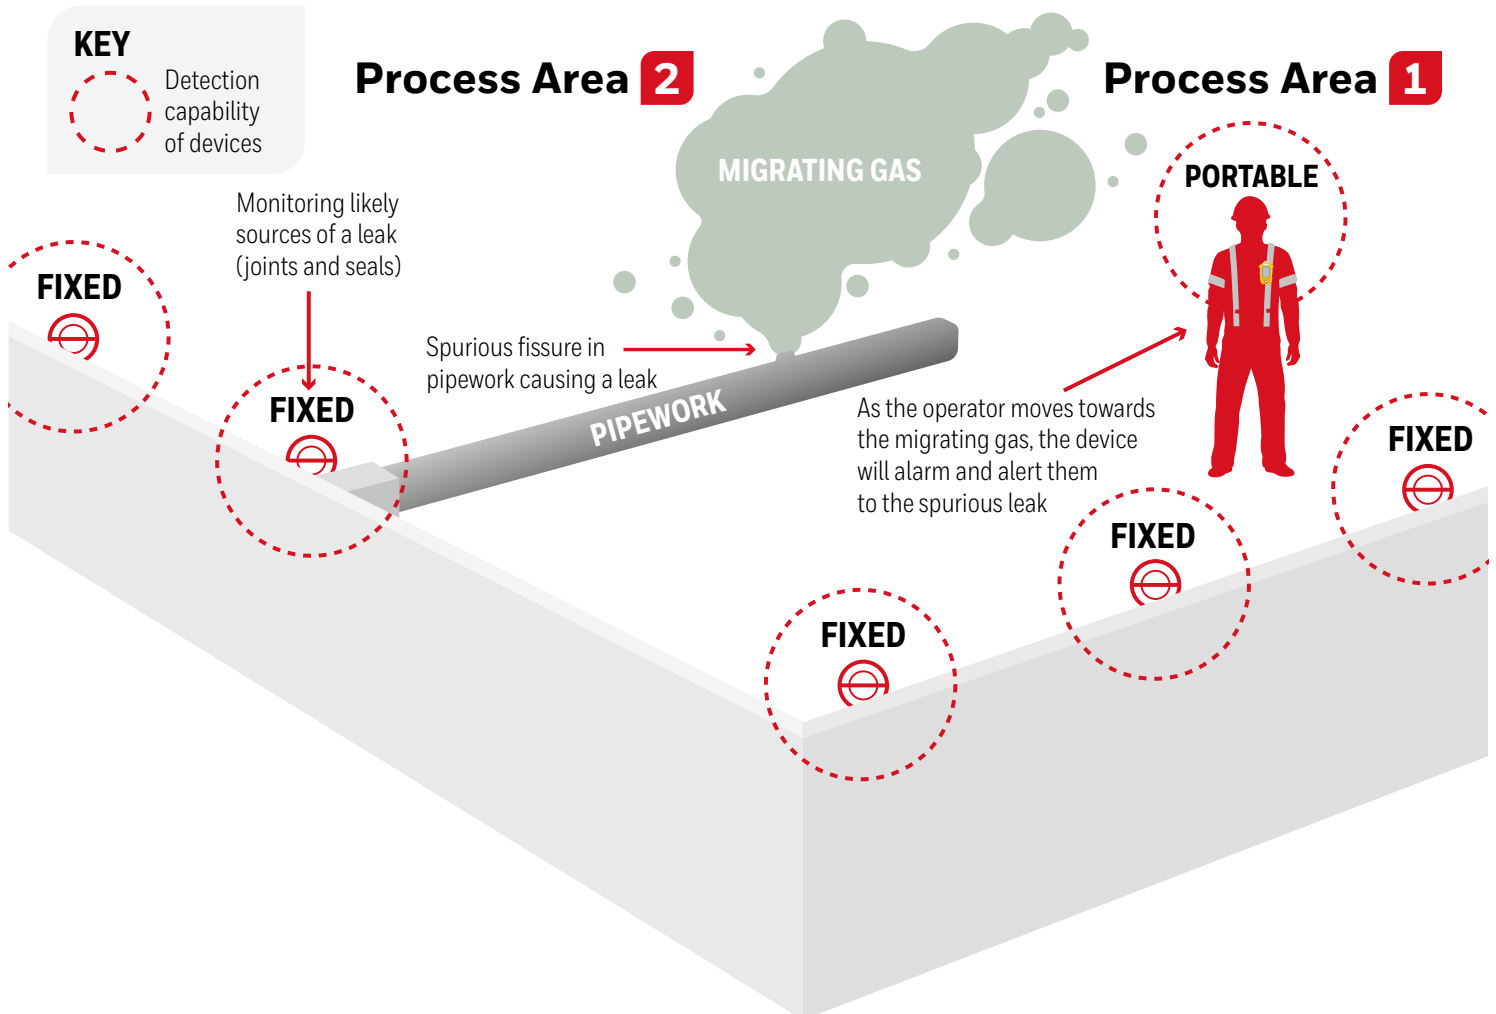 KEY
Detection
capability
of devices
Process Area 2
Process Area 1
MIGRATING GAS
PORTABLE
Monitoring likely
sources of a leak
(joints and seals)
FIXED
FIXED
Spurious fissure in
pipework causing a leak
PIPEWORK
As the operator moves towards
the migrating gas, the device
will alarm and alert them
to the spurious leak
FIXED
FIXED
FIXED